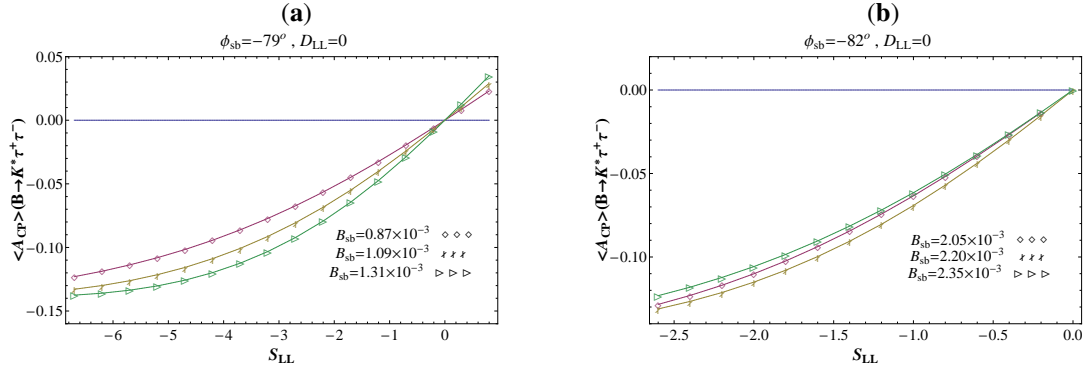 (a)
ϕsb=−79^o , DLL=0
0.05
0.00
−0.05
−0.10
−0.15
<ACP>(B→K*τ+τ−)
Bsb=0.87×10−3 ◇ ◇ ◇
Bsb=1.09×10−3
Bsb=1.31×10−3 ▷ ▷ ▷
−6 −5 −4 −3 −2 −1 0
SLL
(b)
ϕsb=−82^o , DLL=0
0.00
−0.05
−0.10
<ACP>(B→K*τ+τ−)
Bsb=2.05×10−3 ◇ ◇ ◇
Bsb=2.20×10−3
Bsb=2.35×10−3 ▷ ▷ ▷
−2.5 −2.0 −1.5 −1.0 −0.5 0.0
SLL